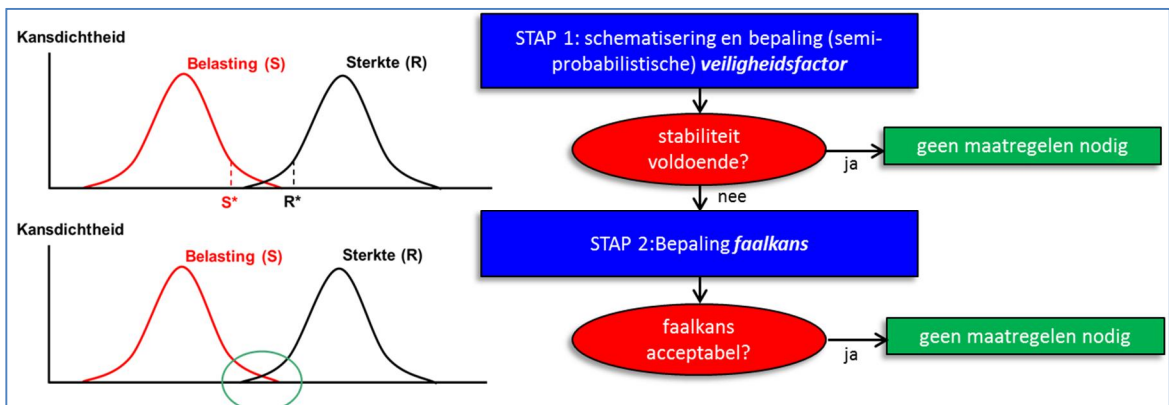 Kansdichtheid
Belasting (S)
Sterkte (R)
S*
R*
Kansdichtheid
Belasting (S)
Sterkte (R)
STAP 1: schematisering en bepaling (semi-
probabilistische) veiligheidsfactor
stabiliteit
voldoende?
ja
geen maatregelen nodig
nee
STAP 2:Bepaling faalkans
faalkans
acceptabel?
ja
geen maatregelen nodig